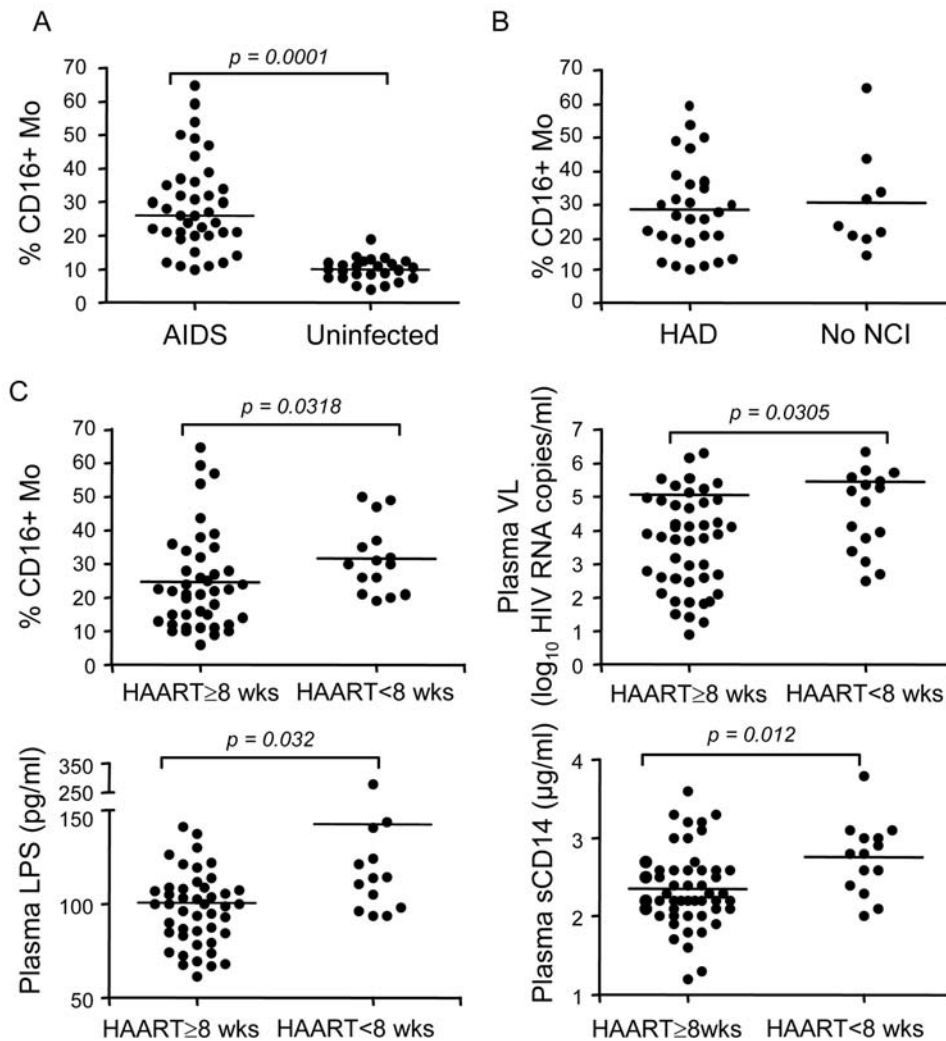 A
p = 0.0001
% CD16+ Mo
70
60
50
40
30
20
10
0
AIDS
Uninfected
B
% CD16+ Mo
70
60
50
40
30
20
10
0
HAD
No NCI
C
p = 0.0318
% CD16+ Mo
70
60
50
40
30
20
10
0
HAART≥8 wks
HAART<8 wks
p = 0.0305
Plasma VL
(log10 HIV RNA copies/ml)
7
6
5
4
3
2
1
0
HAART≥8 wks
HAART<8 wks
p = 0.032
Plasma LPS (pg/ml)
350
250
150
100
50
HAART≥8 wks
HAART<8 wks
p = 0.012
Plasma sCD14 (µg/ml)
4
3
2
1
HAART≥8wks
HAART<8 wks